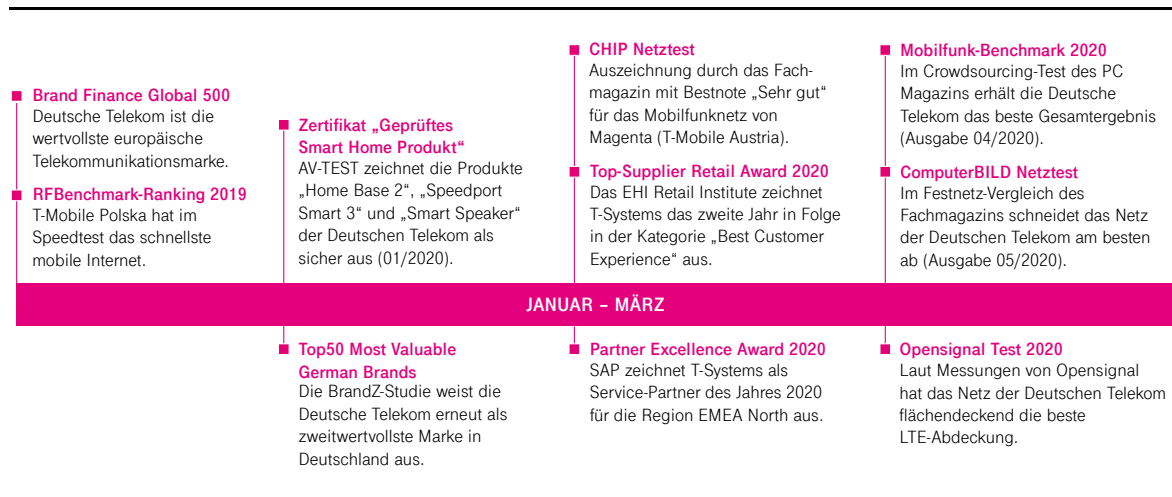 Brand Finance Global 500
Deutsche Telekom ist die
wertvollste europäische
Telekommunikationsmarke.
RFBenchmark-Ranking 2019
T-Mobile Polska hat im
Speedtest das schnellste
mobile Internet.
Zertifikat „Geprüftes
Smart Home Produkt“
AV-TEST zeichnet die Produkte
„Home Base 2“, „Speedport
Smart 3“ und „Smart Speaker“
der Deutschen Telekom als
sicher aus (01/2020).
CHIP Netztest
Auszeichnung durch das Fach-
magazin mit Bestnote „Sehr gut“
für das Mobilfunknetz von
Magenta (T-Mobile Austria).
Top-Supplier Retail Award 2020
Das EHI Retail Institute zeichnet
T-Systems das zweite Jahr in Folge
in der Kategorie „Best Customer
Experience“ aus.
Mobilfunk-Benchmark 2020
Im Crowdsourcing-Test des PC
Magazins erhält die Deutsche
Telekom das beste Gesamtergebnis
(Ausgabe 04/2020).
ComputerBILD Netztest
Im Festnetz-Vergleich des
Fachmagazins schneidet das Netz
der Deutschen Telekom am besten
ab (Ausgabe 05/2020).
JANUAR – MÄRZ
Top50 Most Valuable
German Brands
Die BrandZ-Studie weist die
Deutsche Telekom erneut als
zweitwertvollste Marke in
Deutschland aus.
Partner Excellence Award 2020
SAP zeichnet T-Systems als
Service-Partner des Jahres 2020
für die Region EMEA North aus.
Opensignal Test 2020
Laut Messungen von Opensignal
hat das Netz der Deutschen Telekom
flächendeckend die beste
LTE-Abdeckung.